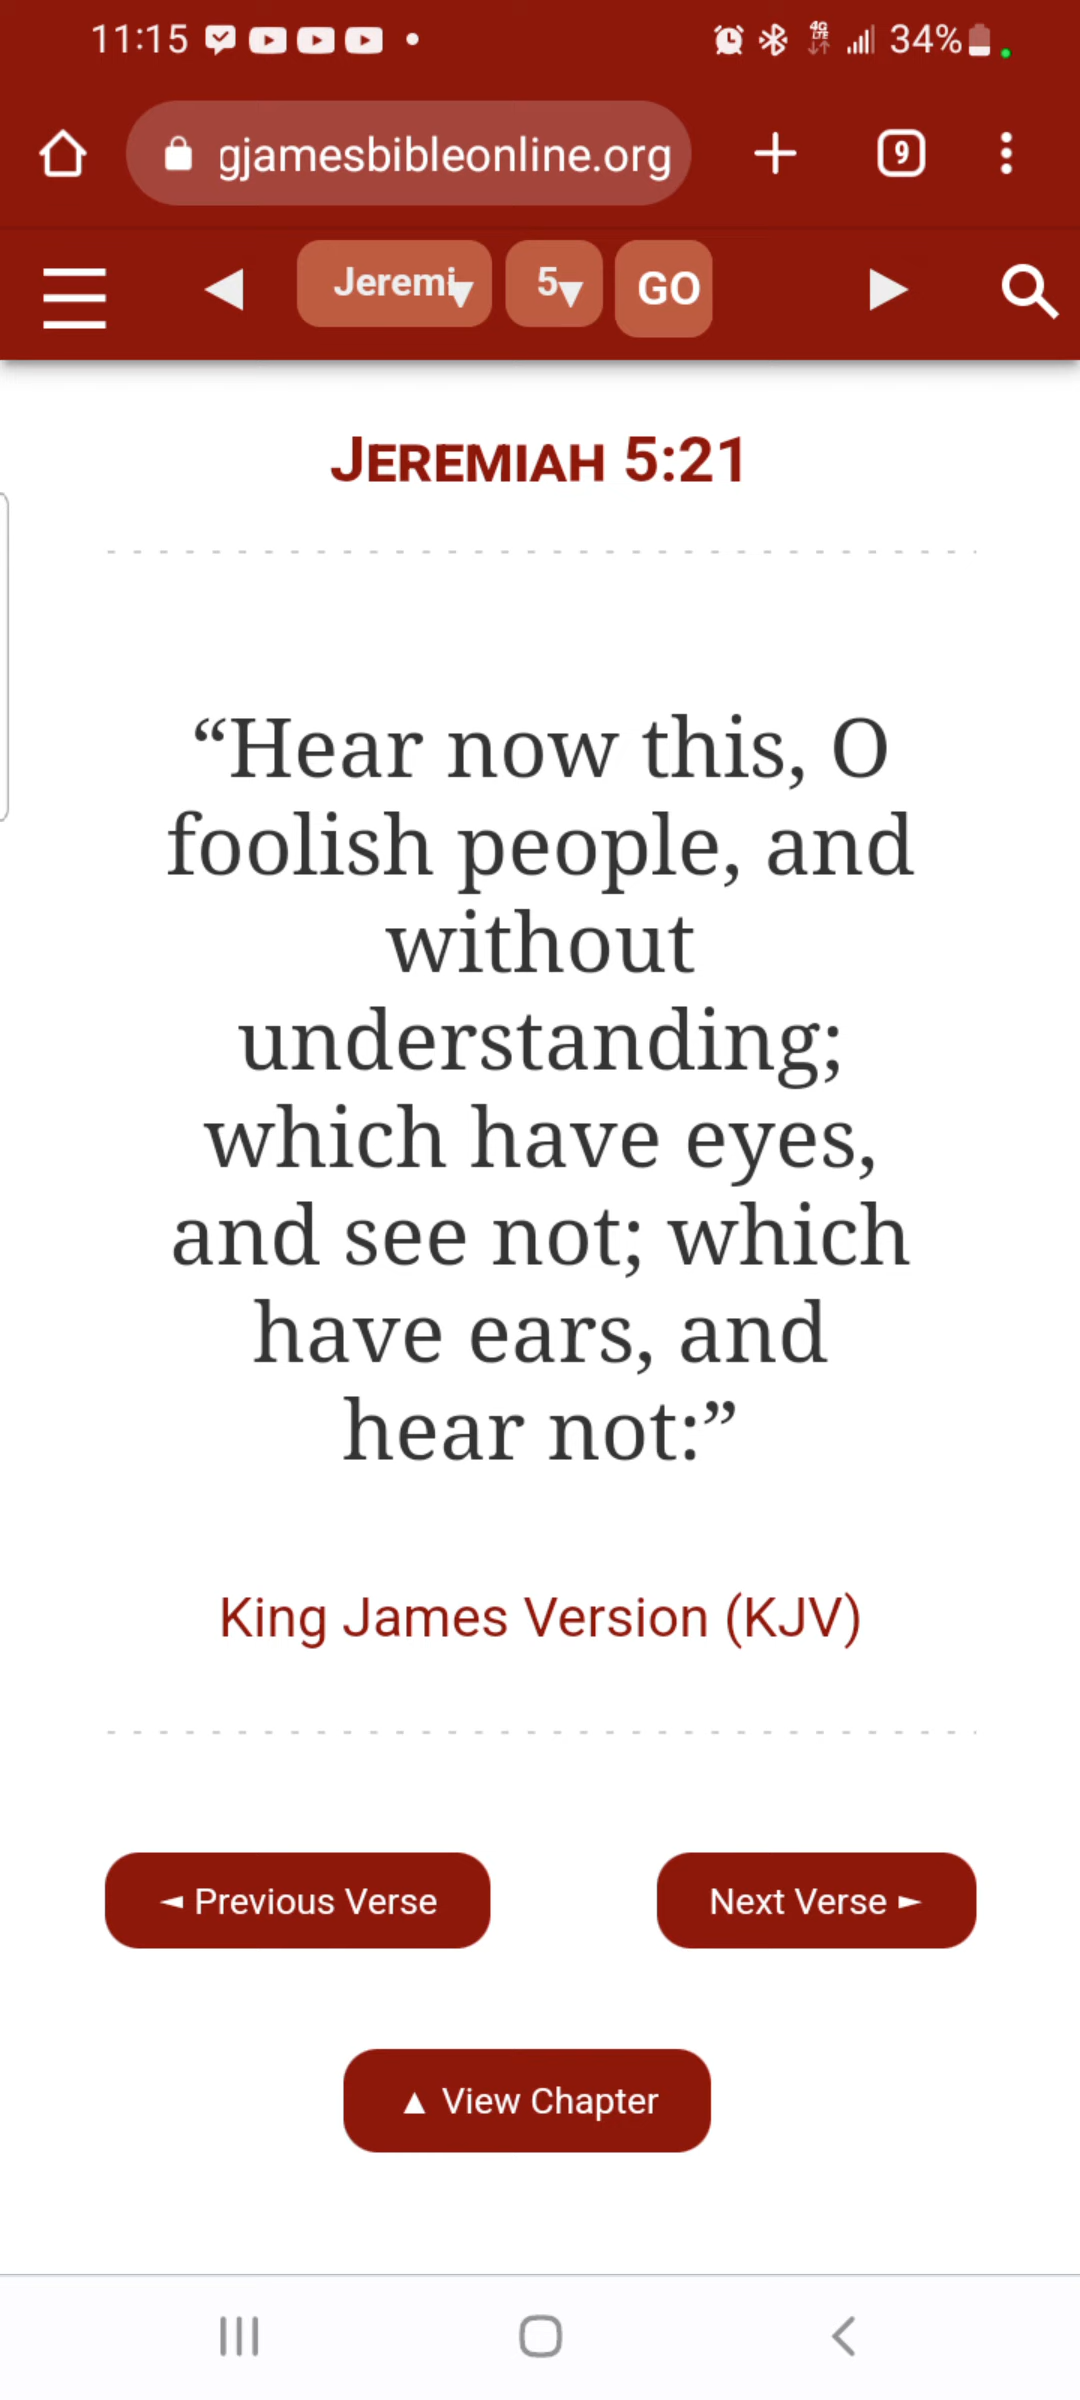 11:15
4G LTE
34%
gjamesbibleonline.org
9
Jeremi
5
GO
JEREMIAH 5:21
“Hear now this, O
foolish people, and
without
understanding;
which have eyes,
and see not; which
have ears, and
hear not:”
King James Version (KJV)
◄ Previous Verse
Next Verse ►
▲ View Chapter